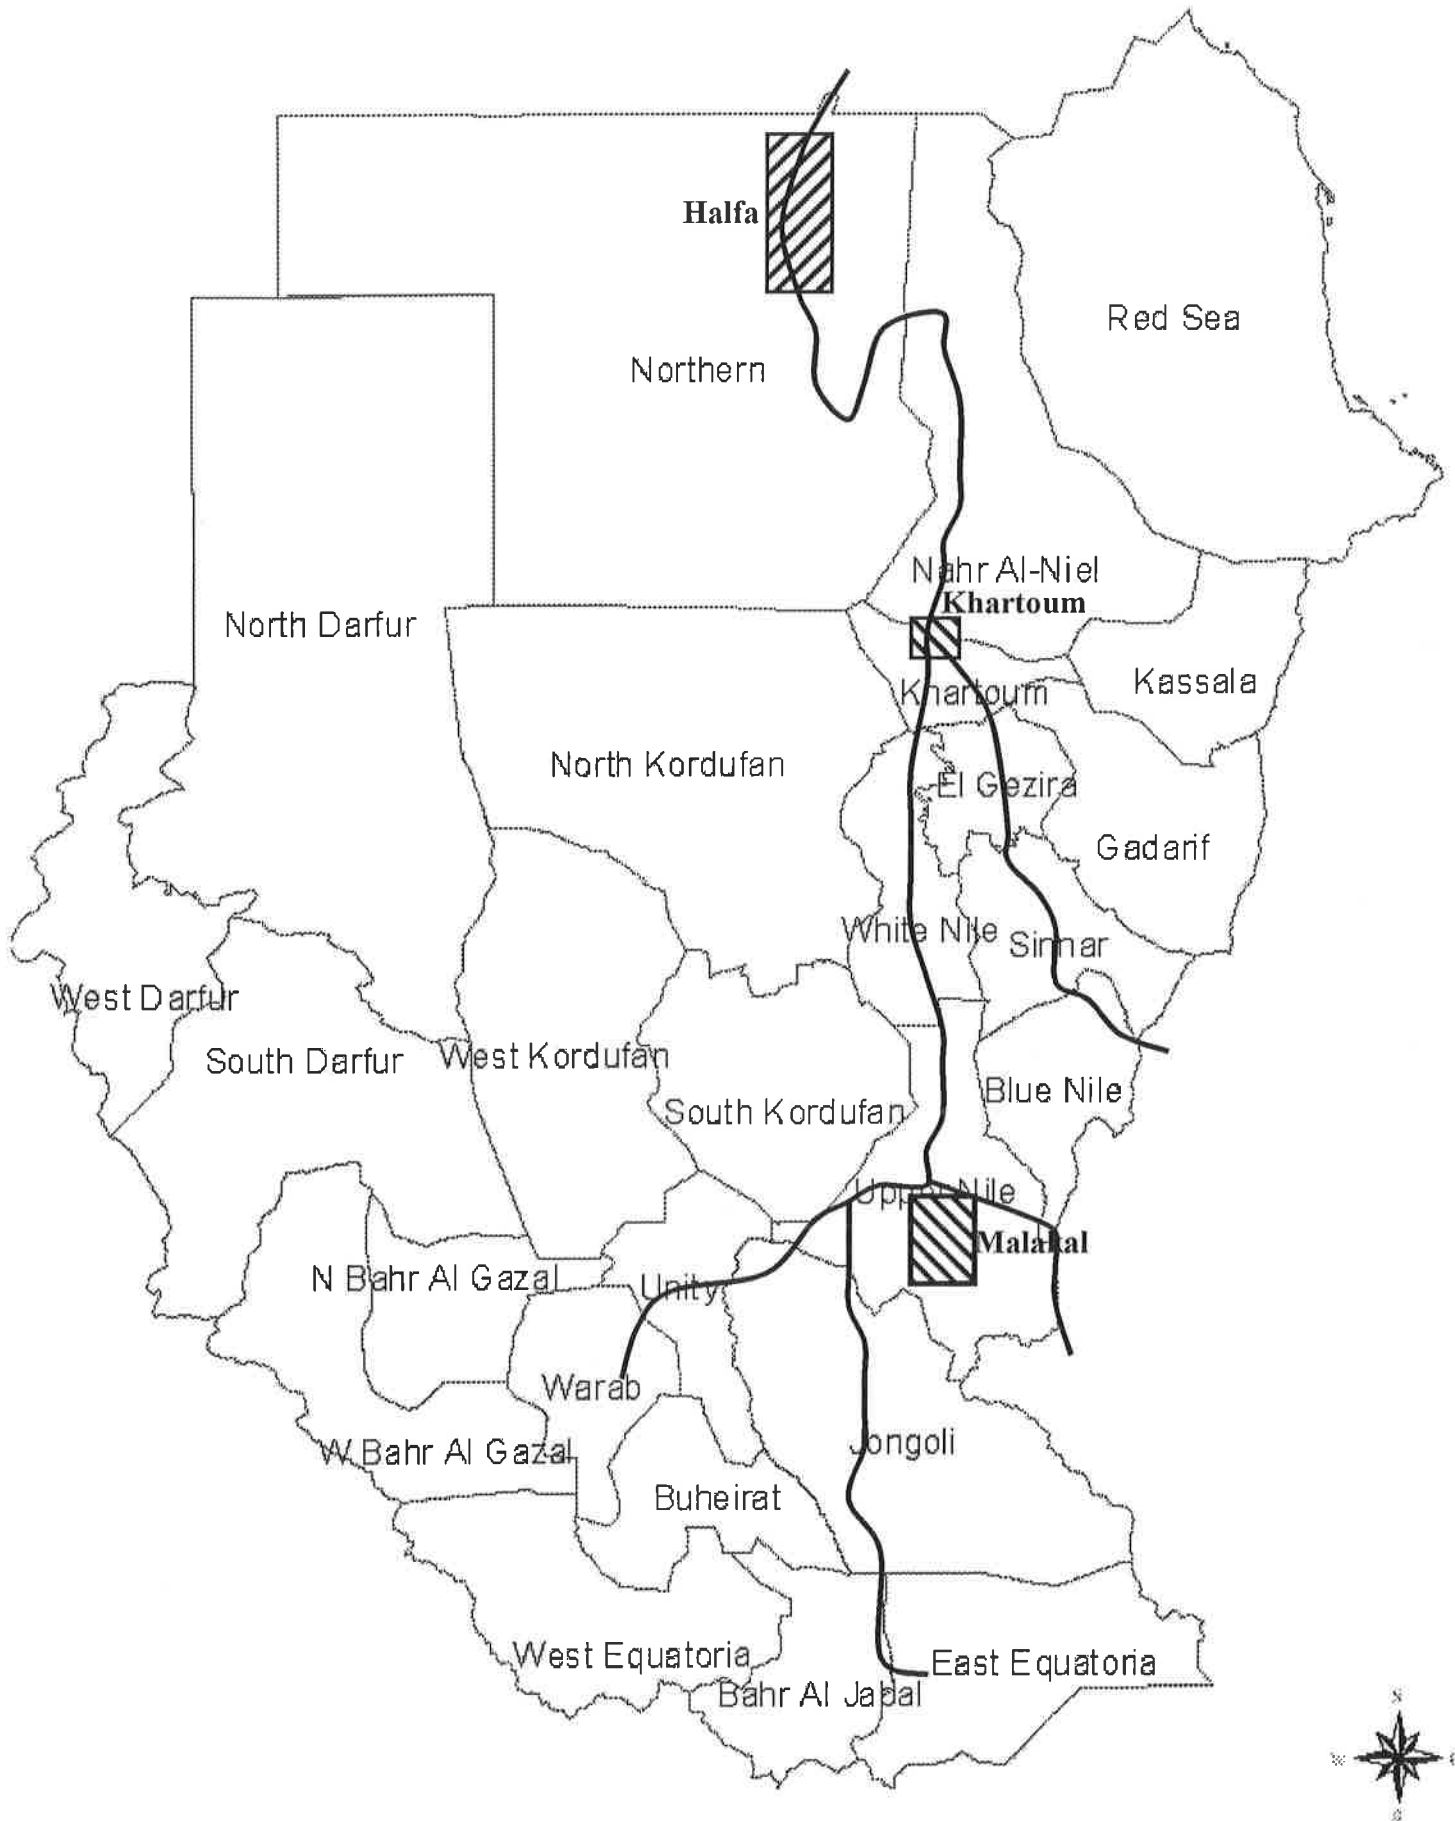 Halfa
Red Sea
Northern
Nahr Al-Niel
Khartoum
North Darfur
Kassala
Khartoum
North Kordufan
El Gezira
Gadarif
White Nile
Sinnar
West Darfur
South Darfur
West Kordufan
Blue Nile
South Kordufan
Upper Nile
Malakal
N Bahr Al Gazal
Unity
Warab
Jongoli
W Bahr Al Gazal
Buheirat
West Equatoria
East Equatoria
Bahr Al Jabal
S
W